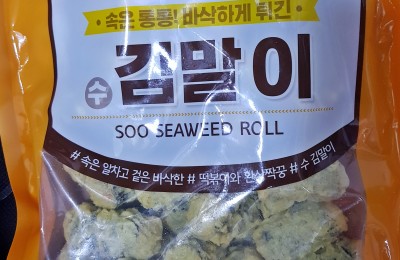 속은 통통! 바삭하게 튀긴
수 김말이
SOO SEAWEED ROLL
# 속은 알차고 겉은 바삭한 # 떡볶이와 환상짝꿍 # 수 김말이